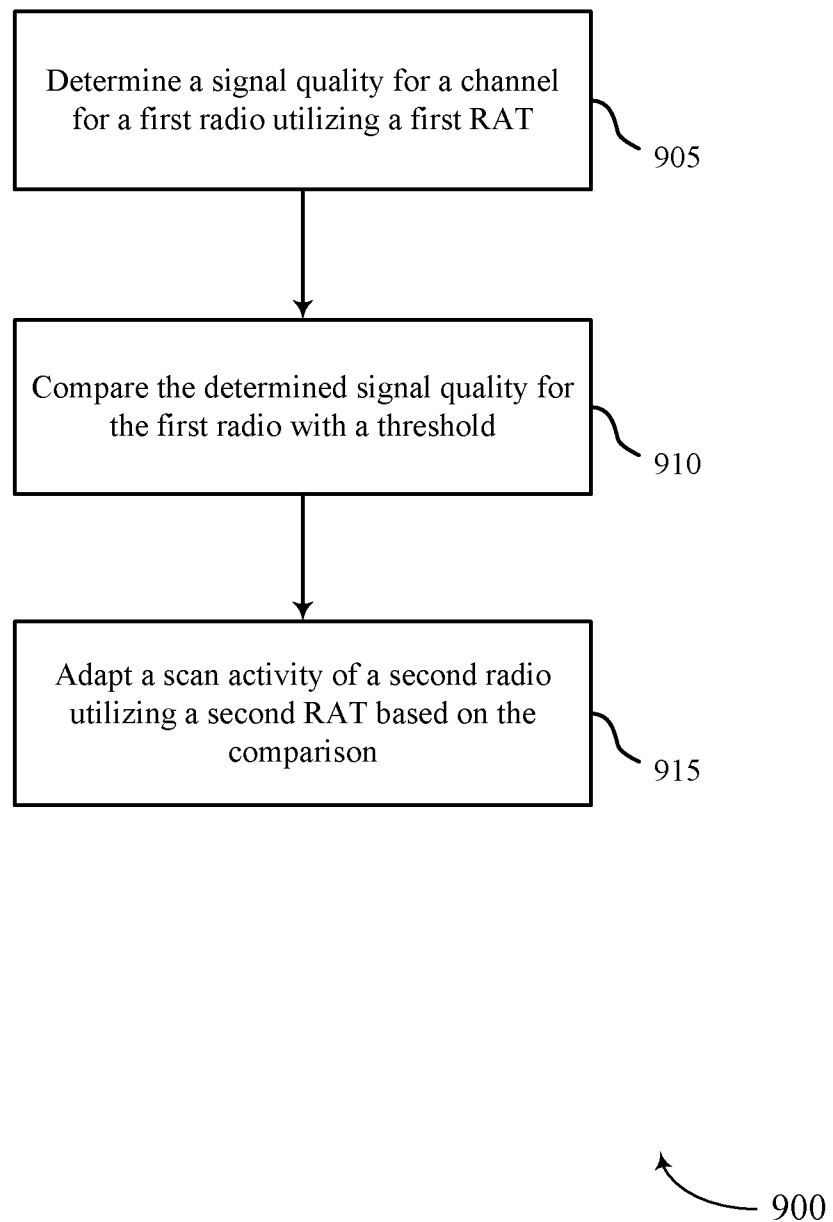 Determine a signal quality for a channel
for a first radio utilizing a first RAT
905
Compare the determined signal quality for
the first radio with a threshold
910
Adapt a scan activity of a second radio
utilizing a second RAT based on the
comparison
915
900